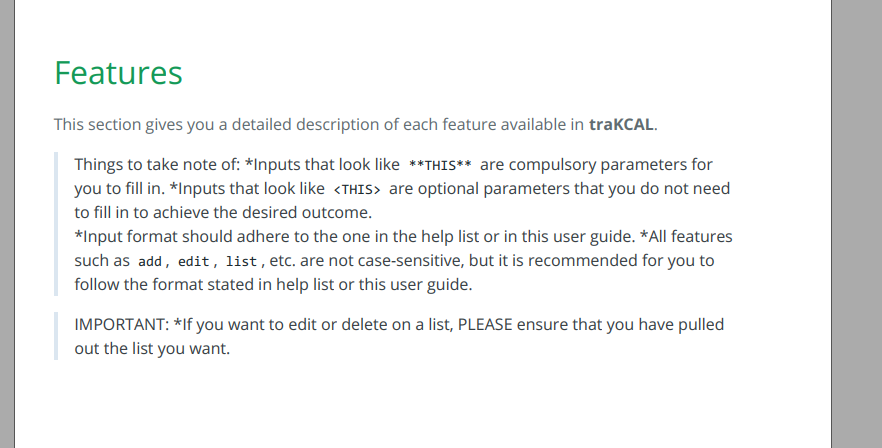 Features
This section gives you a detailed description of each feature available in traKCAL.
Things to take note of: *Inputs that look like **THIS** are compulsory parameters for
you to fill in. *Inputs that look like <THIS> are optional parameters that you do not need
to fill in to achieve the desired outcome.
*Input format should adhere to the one in the help list or in this user guide. *All features
such as add, edit, list, etc. are not case-sensitive, but it is recommended for you to
follow the format stated in help list or this user guide.
IMPORTANT: *If you want to edit or delete on a list, PLEASE ensure that you have pulled
out the list you want.